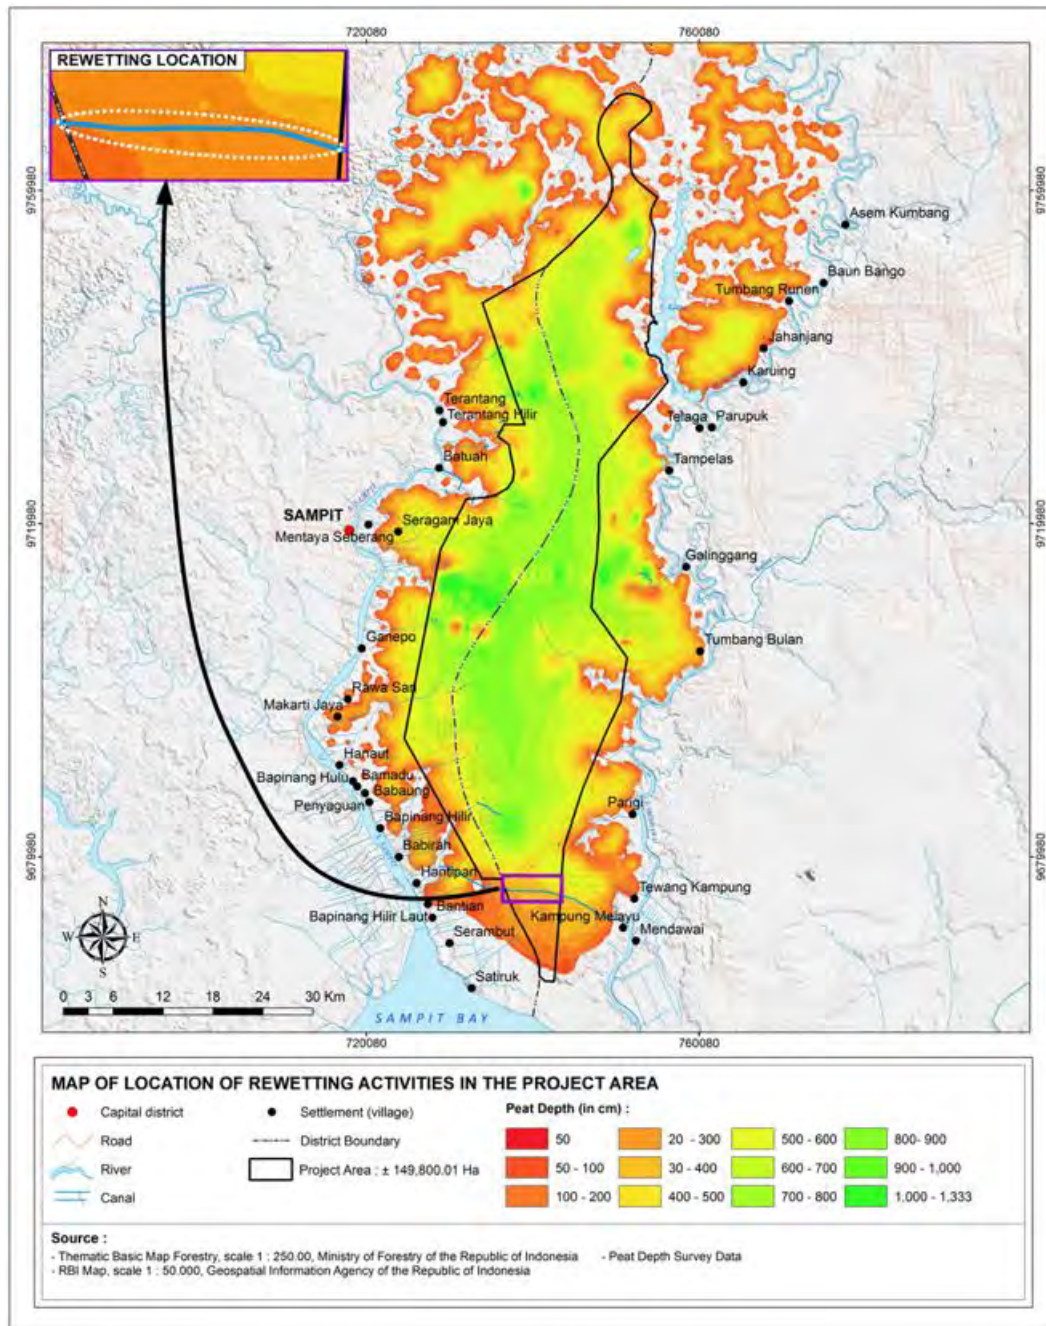 720080
760080
REWETTING LOCATION
9759980
9759980
Asem Kumbang
Baun Bango
Tumbang Runen
Jahanjang
Karuing
Terantang
Terantang Hilir
Telaga
Parupuk
Batuah
Tampelas
SAMPIT
Seragam Jaya
Mentaya Seberang
9719980
9719980
Galinggang
Ganepo
Tumbang Bulan
Rawa Sari
Makarti Jaya
Hanaut
Bapinang Hulu
Bamadu
Babaung
Penyaguan
Bapinang Hilir
Pangi
Babirah
9679980
9679980
Hantipan
Tewang Kampung
Bantian
Bapinang Hilir Laut
Kampung Melayu
Serambut
Mendawai
N
W
E
S
Satiruk
0 3 6 12 18 24 30 Km
SAMPIT BAY
720080
760080
MAP OF LOCATION OF REWETTING ACTIVITIES IN THE PROJECT AREA
Capital district
Road
River
Canal
Settlement (village)
District Boundary
Project Area : ± 149,800.01 Ha
Peat Depth (in cm) :
50
50 - 100
100 - 200
20 - 300
30 - 400
400 - 500
500 - 600
600 - 700
700 - 800
800- 900
900 - 1,000
1,000 - 1,333
Source :
- Thematic Basic Map Forestry, scale 1 : 250.00, Ministry of Forestry of the Republic of Indonesia - Peat Depth Survey Data
- RBI Map, scale 1 : 50.000, Geospatial Information Agency of the Republic of Indonesia